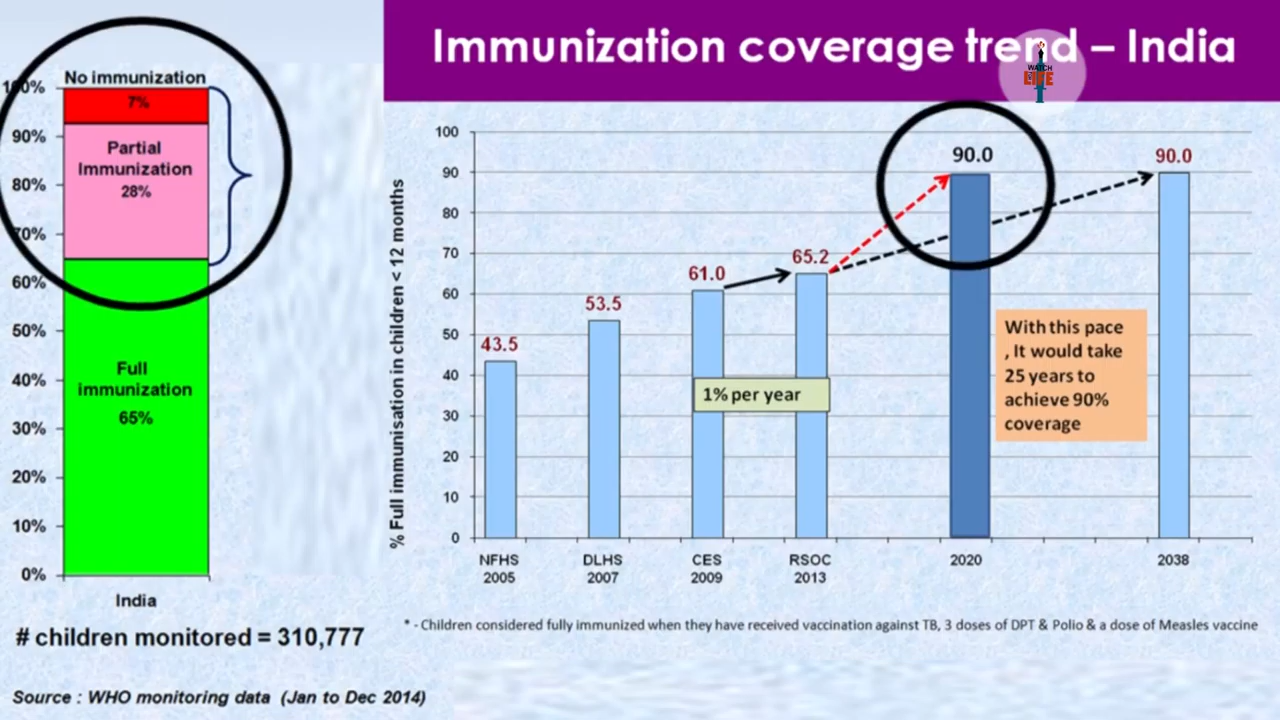 Immunization coverage trend – India
WATCH
LIFE
No immunization
100%
7%
90%
Partial
Immunization
28%
80%
70%
60%
50%
Full
immunization
65%
40%
30%
20%
10%
0%
India
# children monitored = 310,777
Source : WHO monitoring data (Jan to Dec 2014)
% Full immunisation in children < 12 months
100
90
80
70
60
50
40
30
20
10
0
43.5
53.5
61.0
65.2
90.0
90.0
1% per year
With this pace
, It would take
25 years to
achieve 90%
coverage
NFHS
2005
DLHS
2007
CES
2009
RSOC
2013
2020
2038
* - Children considered fully immunized when they have received vaccination against TB, 3 doses of DPT & Polio & a dose of Measles vaccine